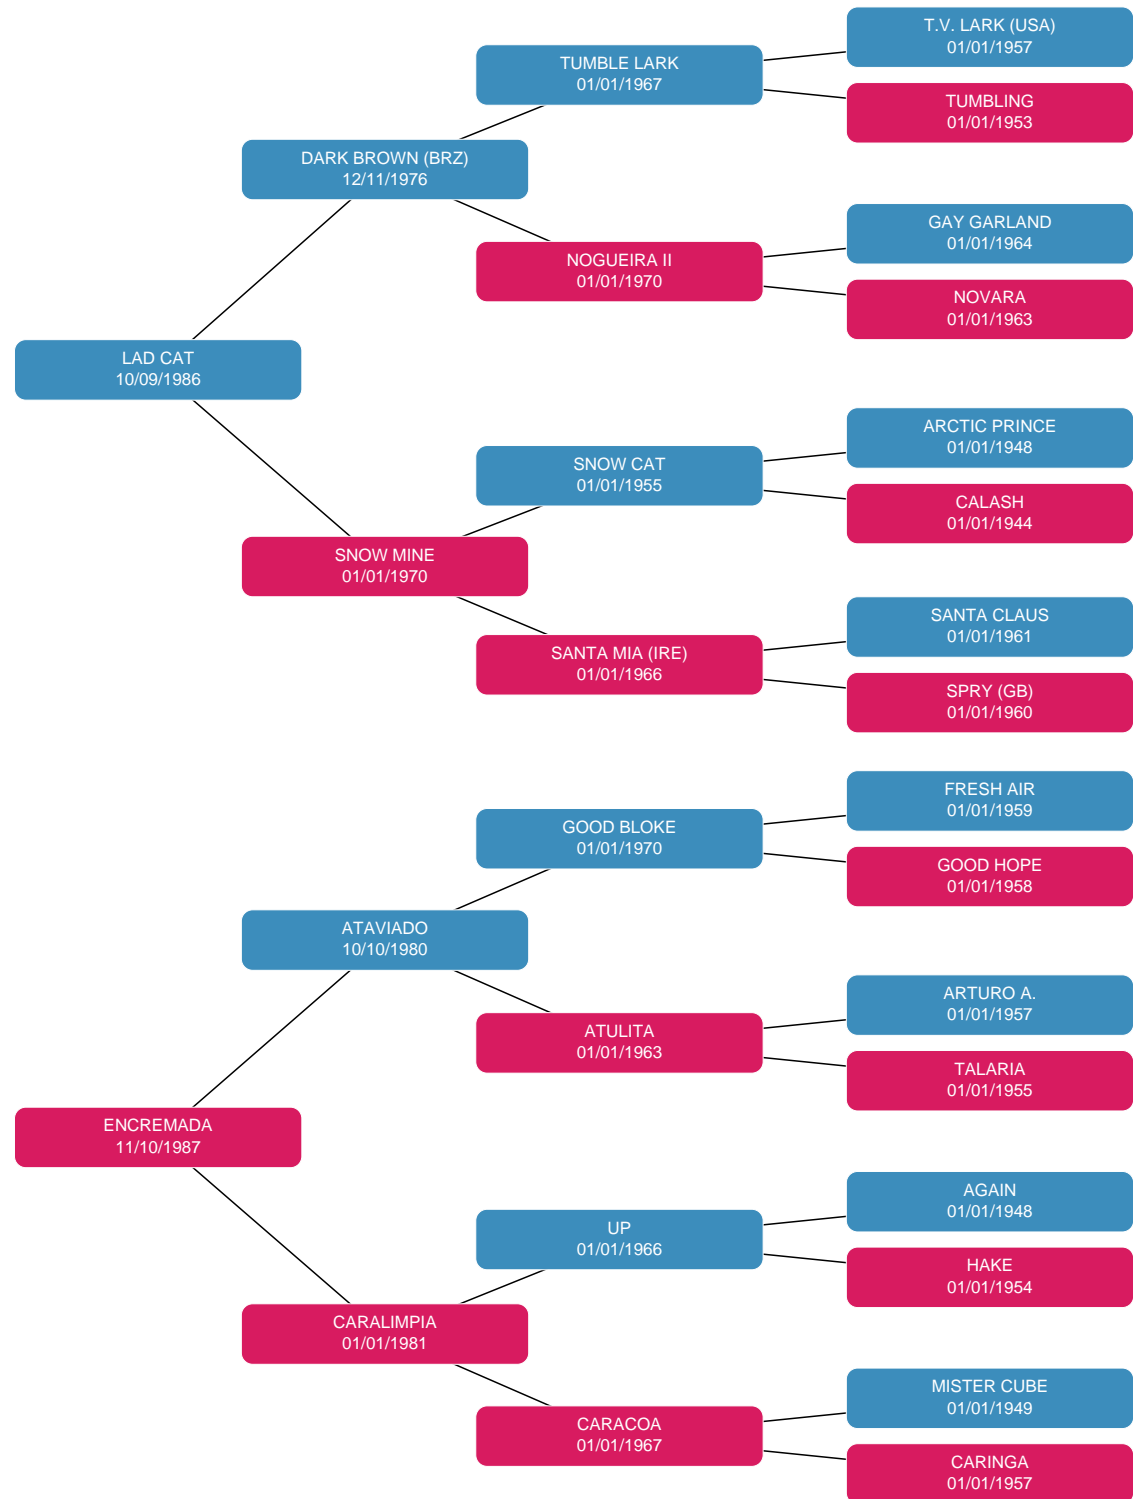 T.V. LARK (USA)
01/01/1957
TUMBLE LARK
01/01/1967
TUMBLING
01/01/1953
DARK BROWN (BRZ)
12/11/1976
GAY GARLAND
01/01/1964
NOGUEIRA II
01/01/1970
NOVARA
01/01/1963
LAD CAT
10/09/1986
ARCTIC PRINCE
01/01/1948
SNOW CAT
01/01/1955
CALASH
01/01/1944
SNOW MINE
01/01/1970
SANTA CLAUS
01/01/1961
SANTA MIA (IRE)
01/01/1966
SPRY (GB)
01/01/1960
FRESH AIR
01/01/1959
GOOD BLOKE
01/01/1970
GOOD HOPE
01/01/1958
ATAVIADO
10/10/1980
ARTURO A.
01/01/1957
ATULITA
01/01/1963
TALARIA
01/01/1955
ENCREMADA
11/10/1987
AGAIN
01/01/1948
UP
01/01/1966
HAKE
01/01/1954
CARALIMPIA
01/01/1981
MISTER CUBE
01/01/1949
CARACOA
01/01/1967
CARINGA
01/01/1957